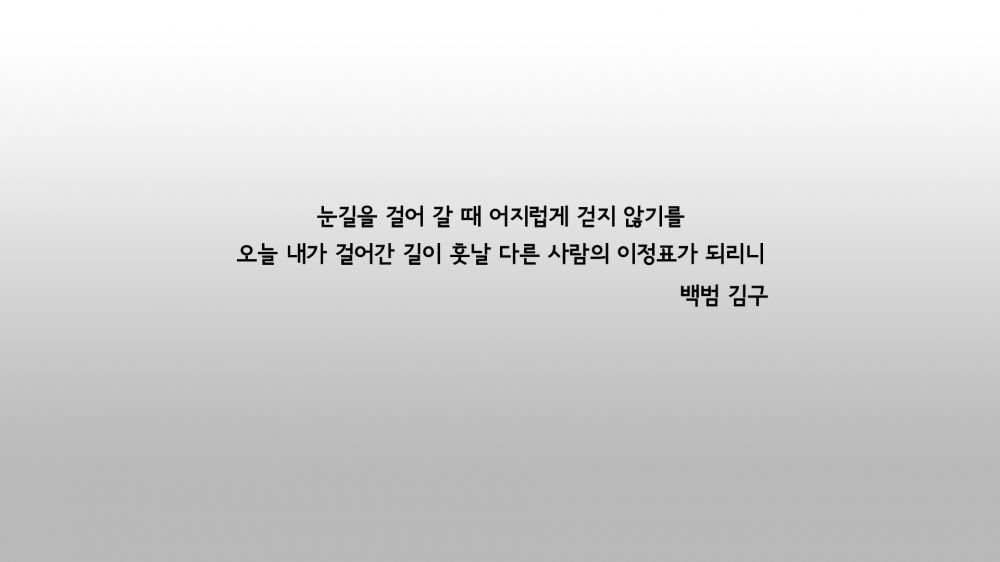 눈길을 걸어 갈 때 어지럽게 걷지 않기를
오늘 내가 걸어간 길이 훗날 다른 사람의 이정표가 되리니
백범 김구